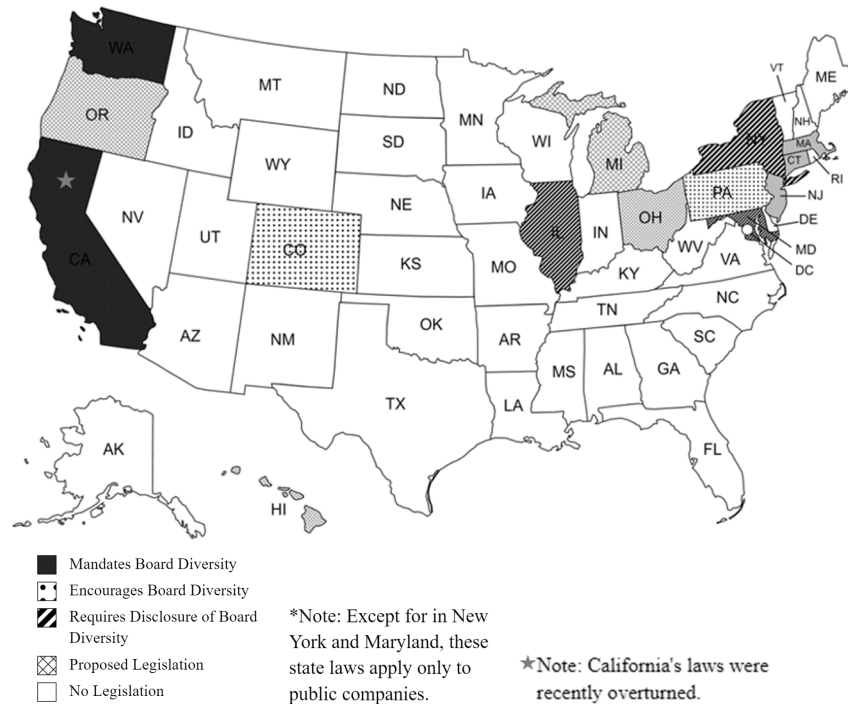 WA
MT
ND
MN
VT
ME
OR
ID
SD
WI
NH
NY
MA
MI
CT
RI
WY
IA
PA
NJ
NE
NV
OH
DE
UT
IL
IN
CO
WV
MD
CA
KS
MO
VA
DC
KY
NC
TN
AZ
NM
OK
AR
SC
MS
AL
GA
TX
LA
AK
FL
HI
Mandates Board Diversity
Encourages Board Diversity
Requires Disclosure of Board
Diversity
Proposed Legislation
No Legislation
*Note: Except for in New
York and Maryland, these
state laws apply only to
public companies.
★Note: California's laws were
recently overturned.